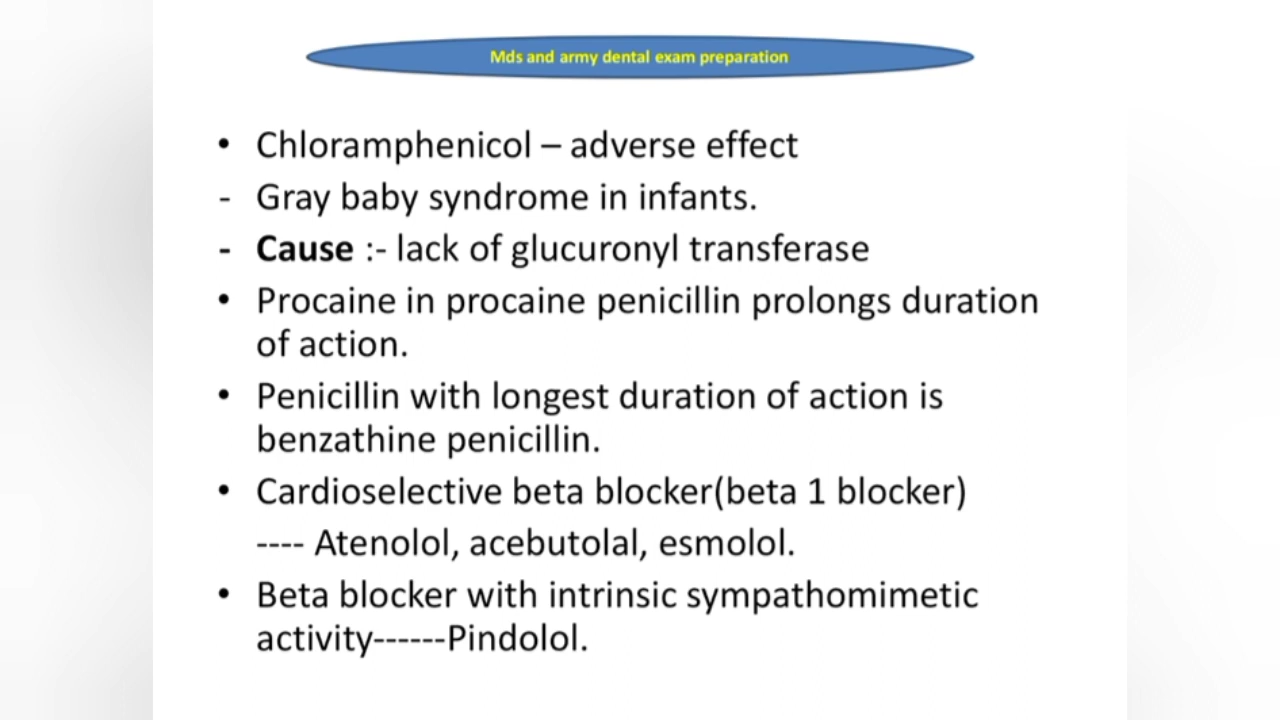 Mds and army dental exam preparation
• Chloramphenicol – adverse effect
- Gray baby syndrome in infants.
- Cause :- lack of glucuronyl transferase
• Procaine in procaine penicillin prolongs duration
of action.
• Penicillin with longest duration of action is
benzathine penicillin.
• Cardioselective beta blocker(beta 1 blocker)
---- Atenolol, acebutolal, esmolol.
• Beta blocker with intrinsic sympathomimetic
activity------Pindolol.